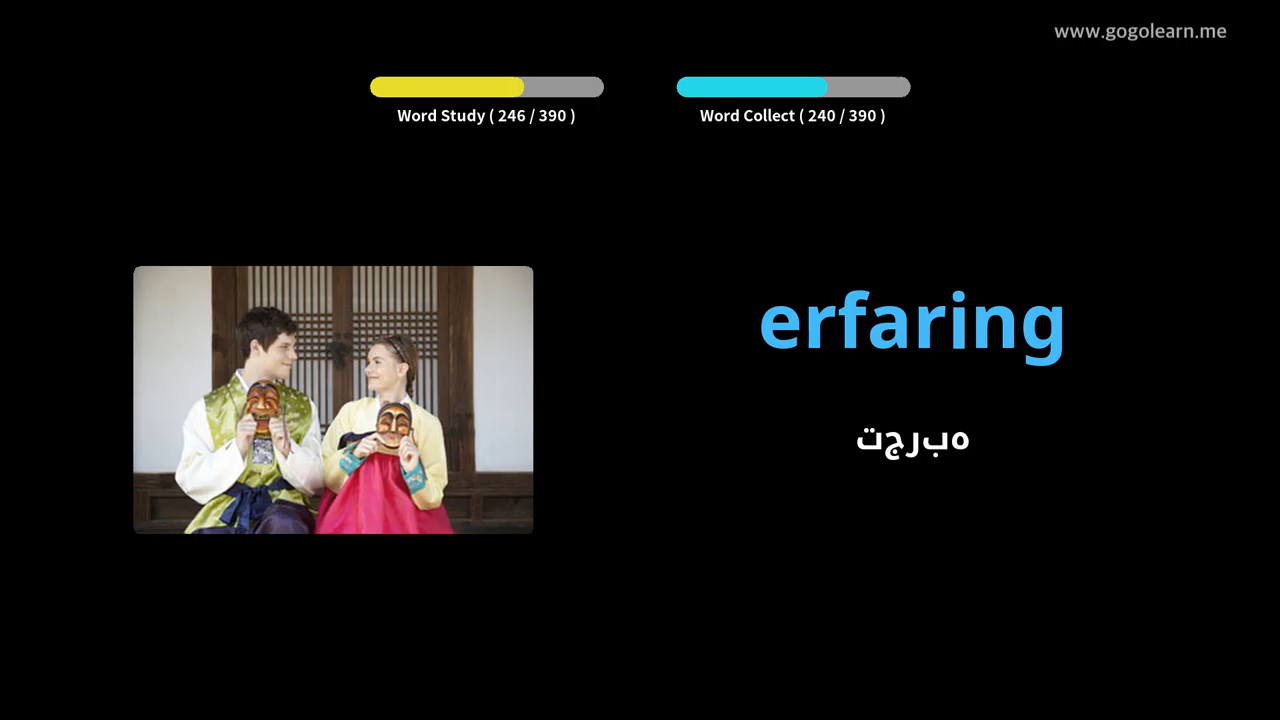 www.gogolearn.me
Word Study ( 246 / 390 )
Word Collect ( 240 / 390 )
erfaring
تجربه